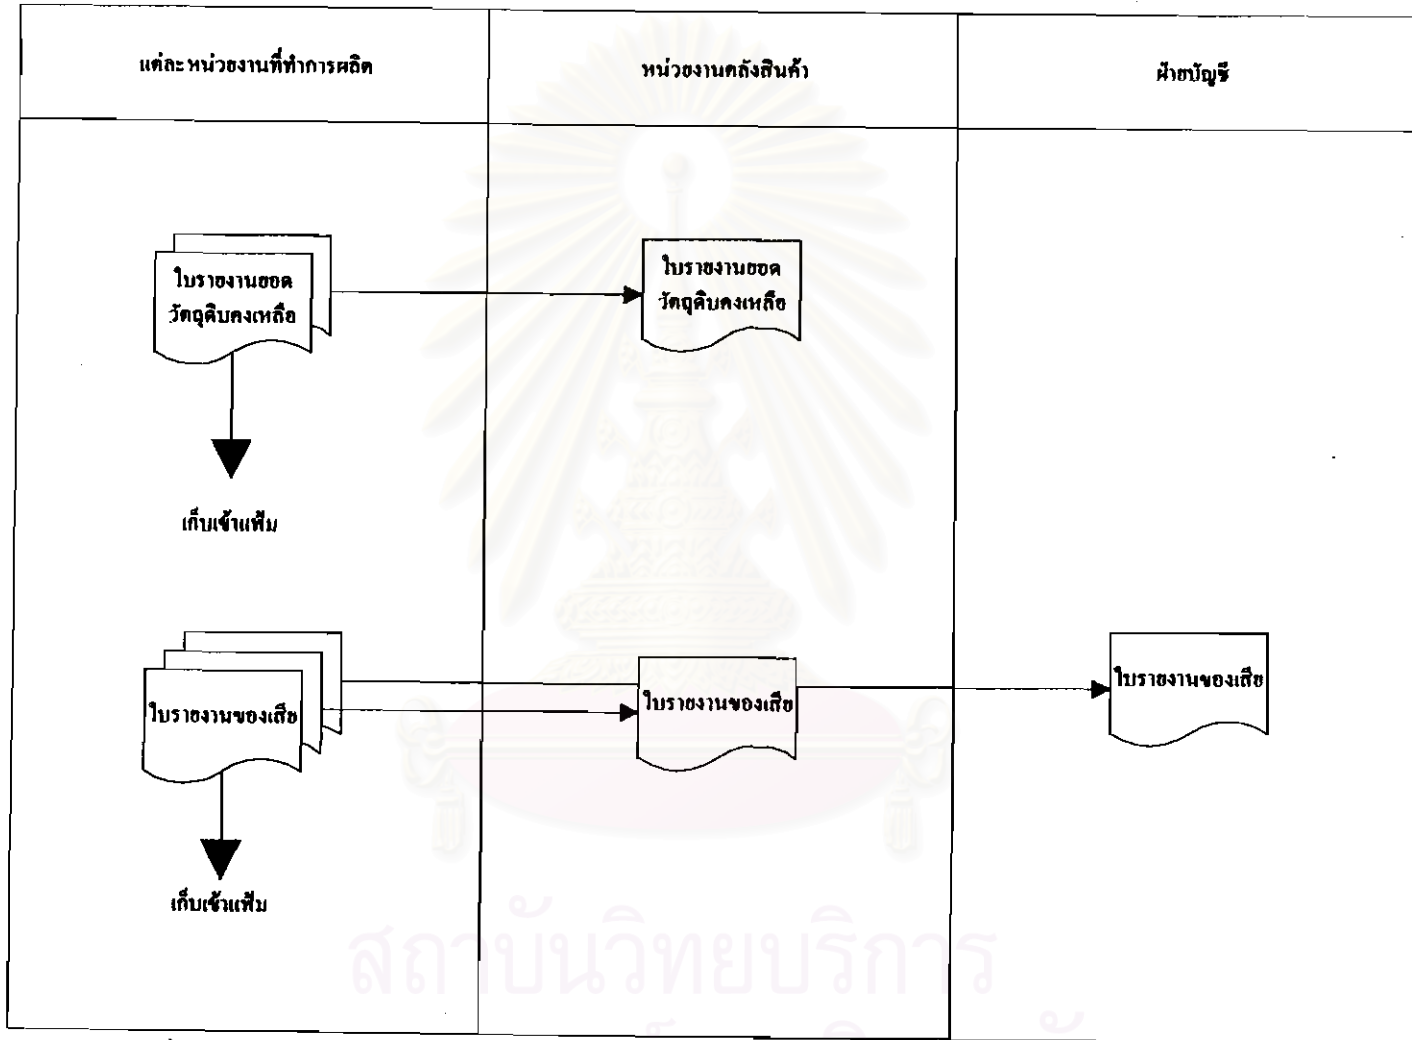 แต่ละหน่วยงานที่ทำการผลิต
หน่วยงานคลังสินค้า
ฝ่ายบัญชี
ใบรายงานยอด
วัตถุดิบคงเหลือ
ใบรายงานยอด
วัตถุดิบคงเหลือ
เก็บเข้าแฟ้ม
ใบรายงานของเสีย
ใบรายงานของเสีย
ใบรายงานของเสีย
เก็บเข้าแฟ้ม
สถาบันวิทยบริการ